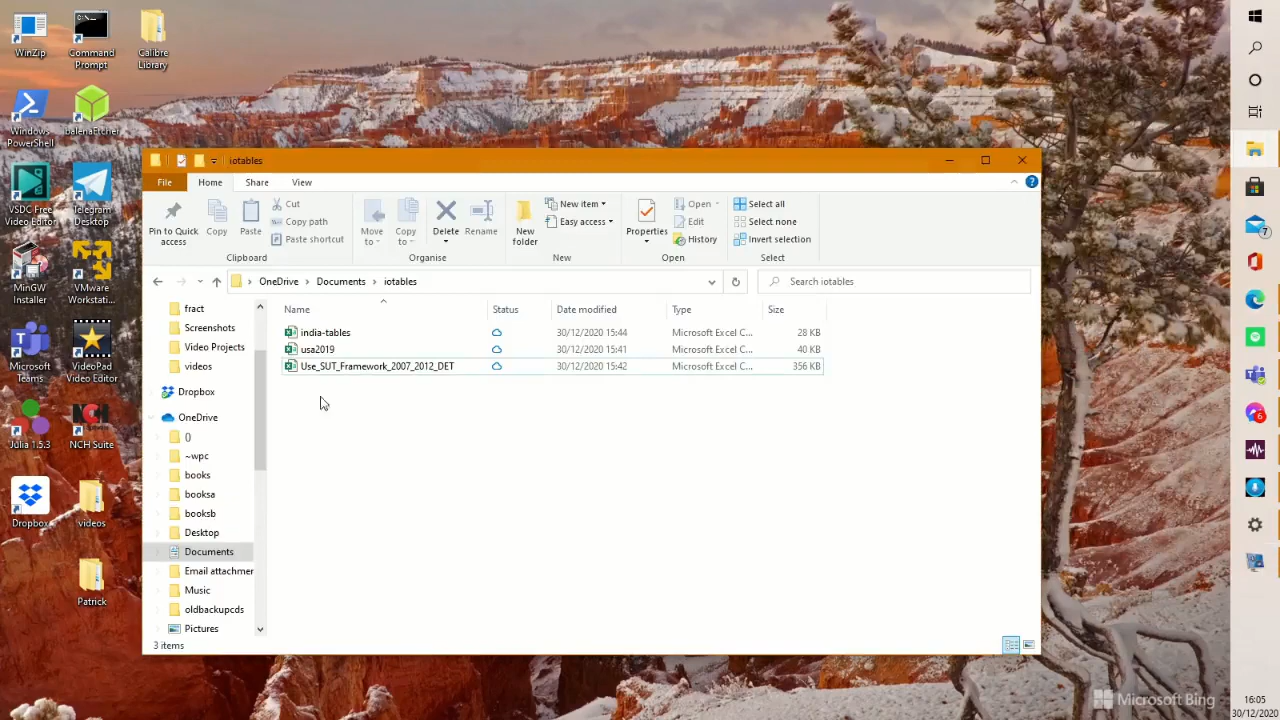 WinZip
Command Prompt
Calibre Library
Windows PowerShell
balenaEtcher
VSDC Free Video Editor
Telegram Desktop
MinGW Installer
VMware Workstati...
Microsoft Teams
VideoPad Video Editor
Julia 1.5.3
NCH Suite
Dropbox
videos
Patrick
iotables
File
Home
Share
View
Pin to Quick access
Copy
Paste
Cut
Copy path
Paste shortcut
Clipboard
Move to
Copy to
Delete
Rename
Organise
New folder
New item
Easy access
New
Properties
Open
Edit
History
Open
Select all
Select none
Invert selection
Select
OneDrive
Documents
iotables
Search iotables
fract
Screenshots
Video Projects
videos
Dropbox
OneDrive
()
~wpc
books
booksa
booksb
Desktop
Documents
Email attachmer
Music
oldbackupcds
Pictures
Name Status Date modified Type Size
india-tables 30/12/2020 15:44 Microsoft Excel C... 28 KB
usa2019 30/12/2020 15:41 Microsoft Excel C... 40 KB
Use_SUT_Framework_2007_2012_DET 30/12/2020 15:42 Microsoft Excel C... 356 KB
3 items
7
6
Microsoft Bing
16:05
30/12/2020